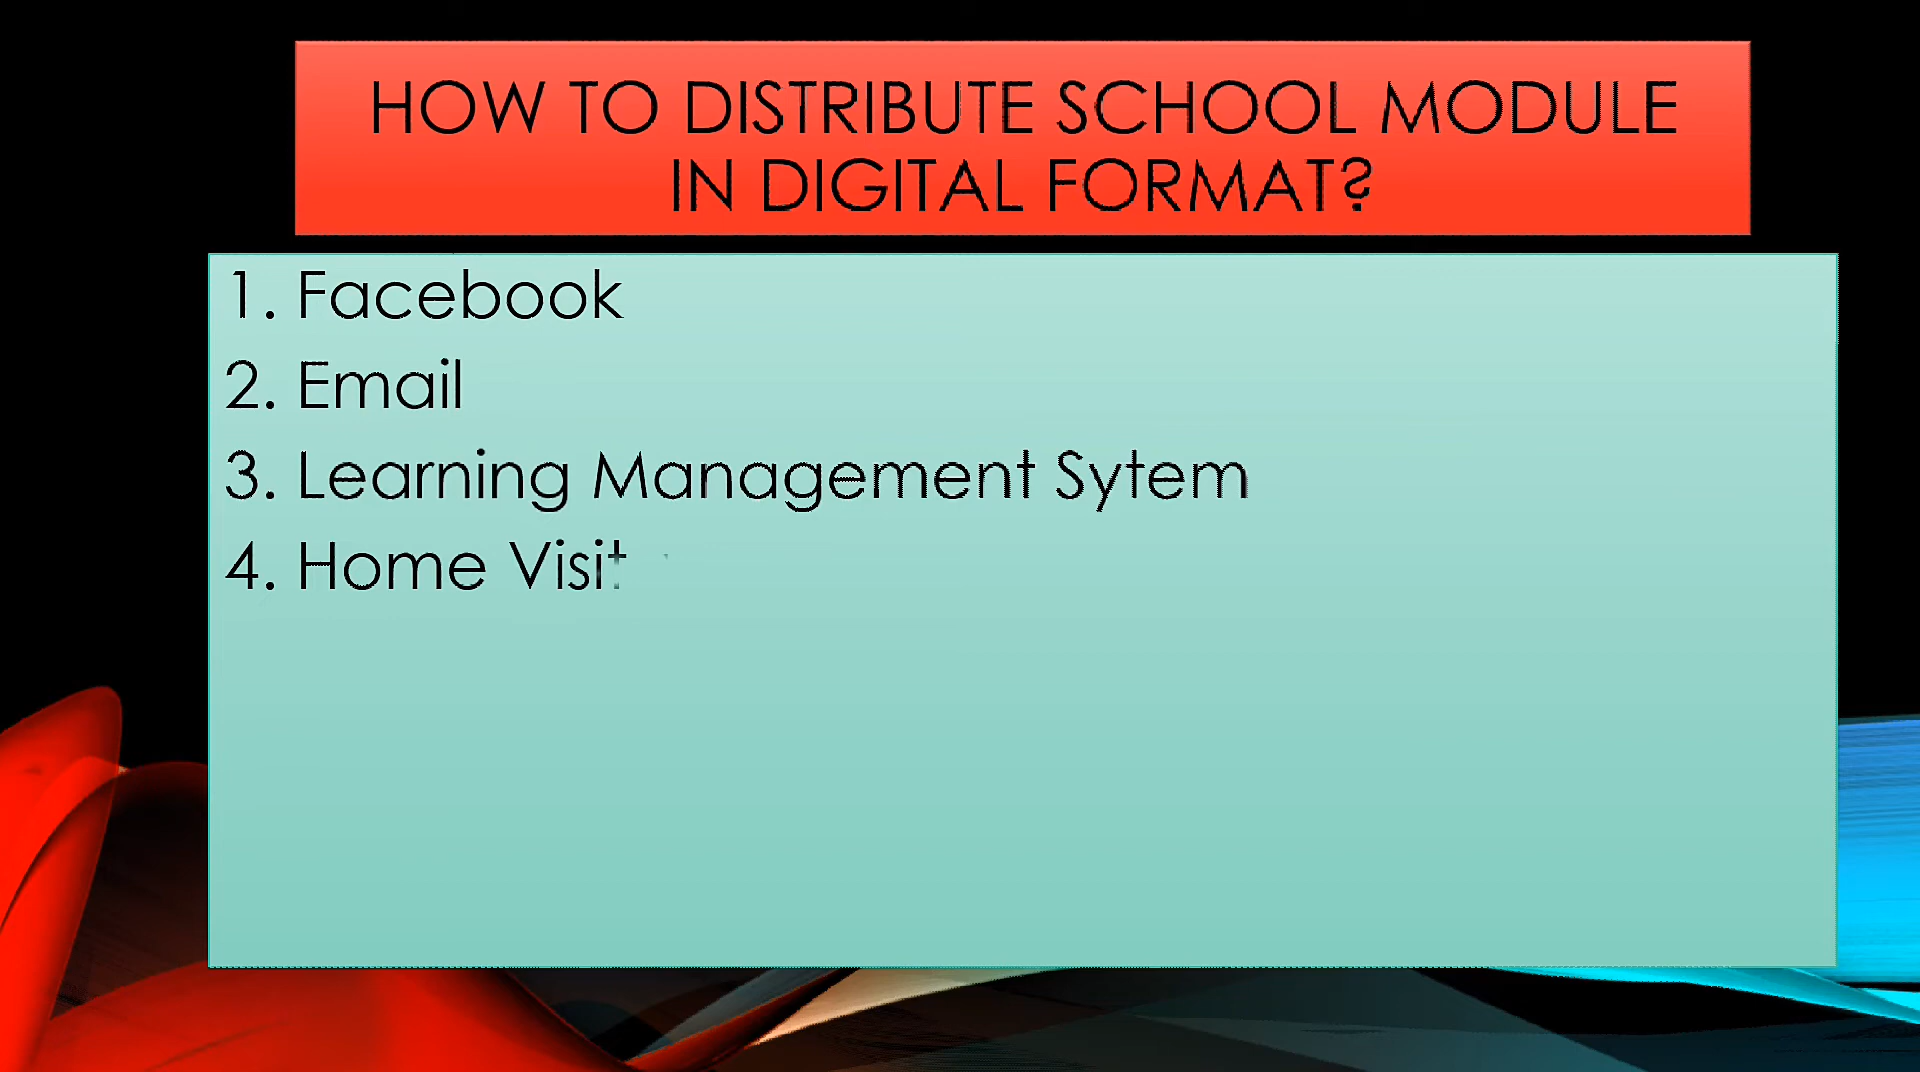 HOW TO DISTRIBUTE SCHOOL MODULE
IN DIGITAL FORMAT?
1. Facebook
2. Email
3. Learning Management Sytem
4. Home Visit